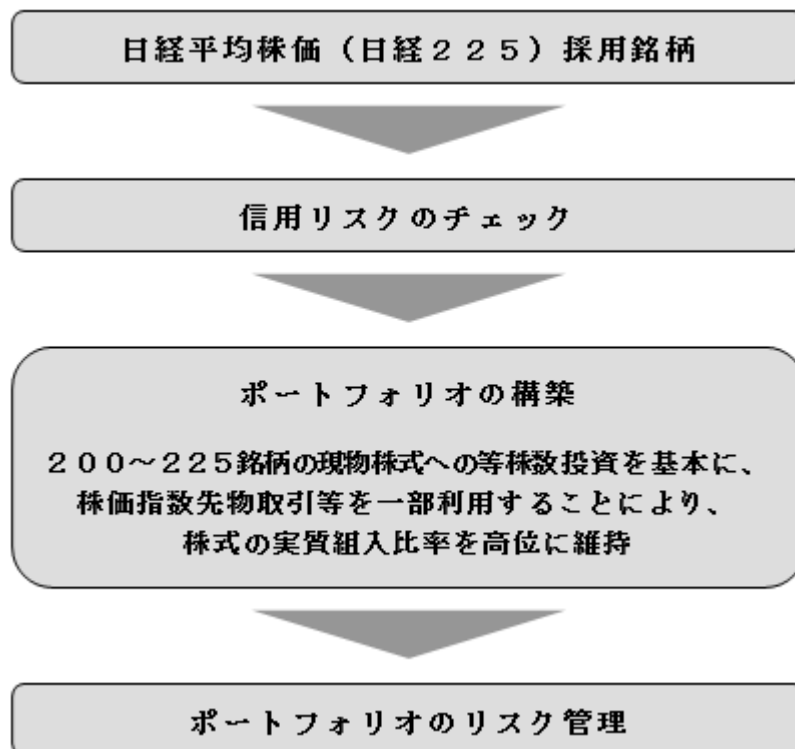 日経平均株価（日経２２５）採用銘柄
信用リスクのチェック
ポートフォリオの構築
２００～２２５銘柄の現物株式への等株数投資を基本に、
株価指数先物取引等を一部利用することにより、
株式の実質組入比率を高位に維持
ポートフォリオのリスク管理